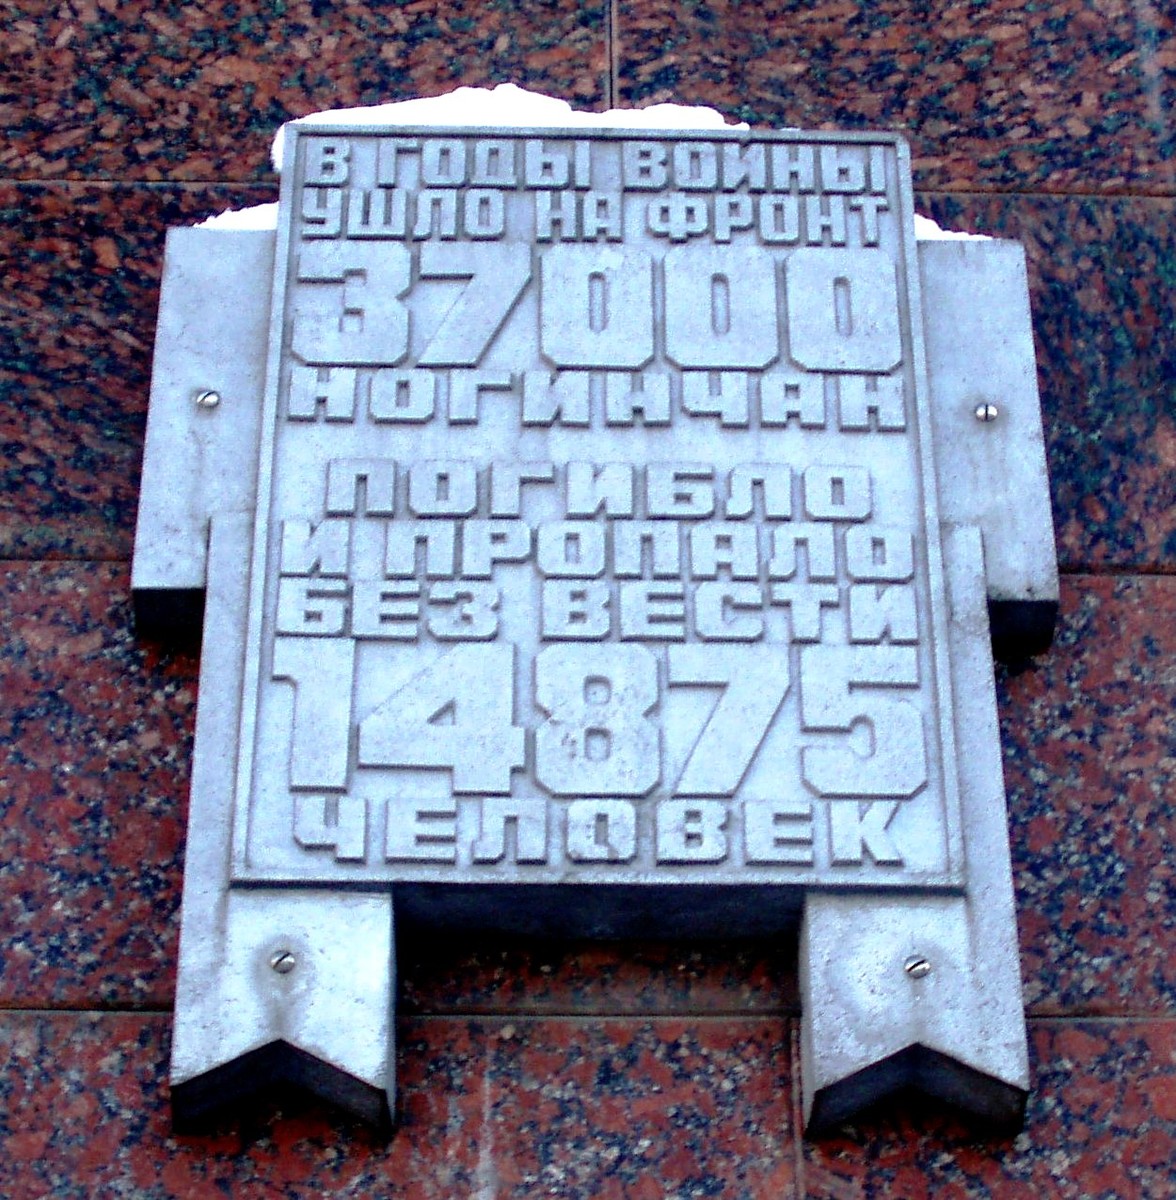 В ГОДЫ ВОЙНЫ
УШЛО НА ФРОНТ
37000
НОГИНЧАН
ПОГИБЛО
И ПРОПАЛО
БЕЗ ВЕСТИ
14875
ЧЕЛОВЕК